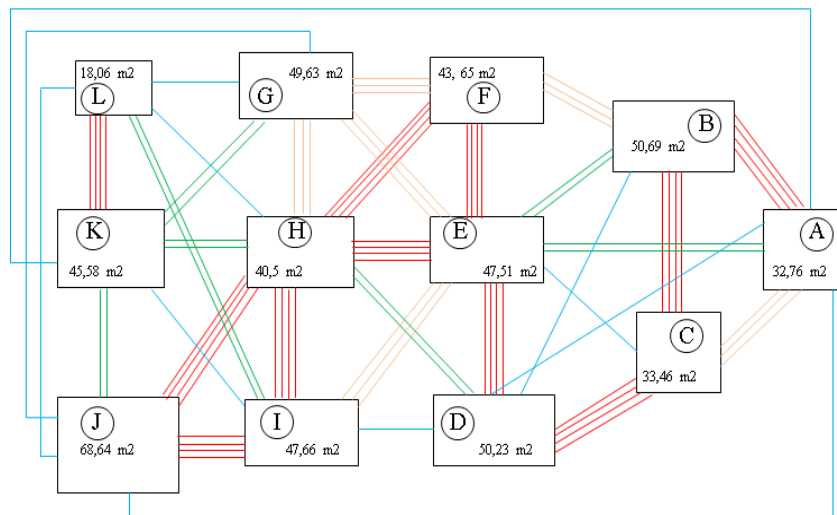 18,06 m2
L
49,63 m2
G
43, 65 m2
F
B
50,69 m2
K
45,58 m2
H
40,5 m2
E
47,51 m2
A
32,76 m2
C
33,46 m2
J
68,64 m2
I
47,66 m2
D
50,23 m2